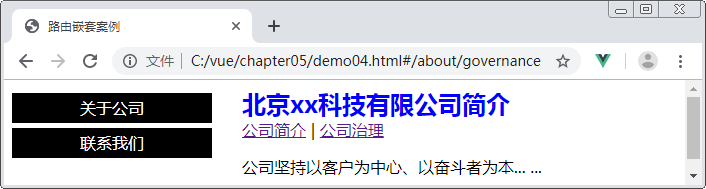 路由嵌套案例
文件 C:/vue/chapter05/demo04.html#/about/governance
关于公司
联系我们
北京xx科技有限公司简介
公司简介 | 公司治理
公司坚持以客户为中心、以奋斗者为本... ...